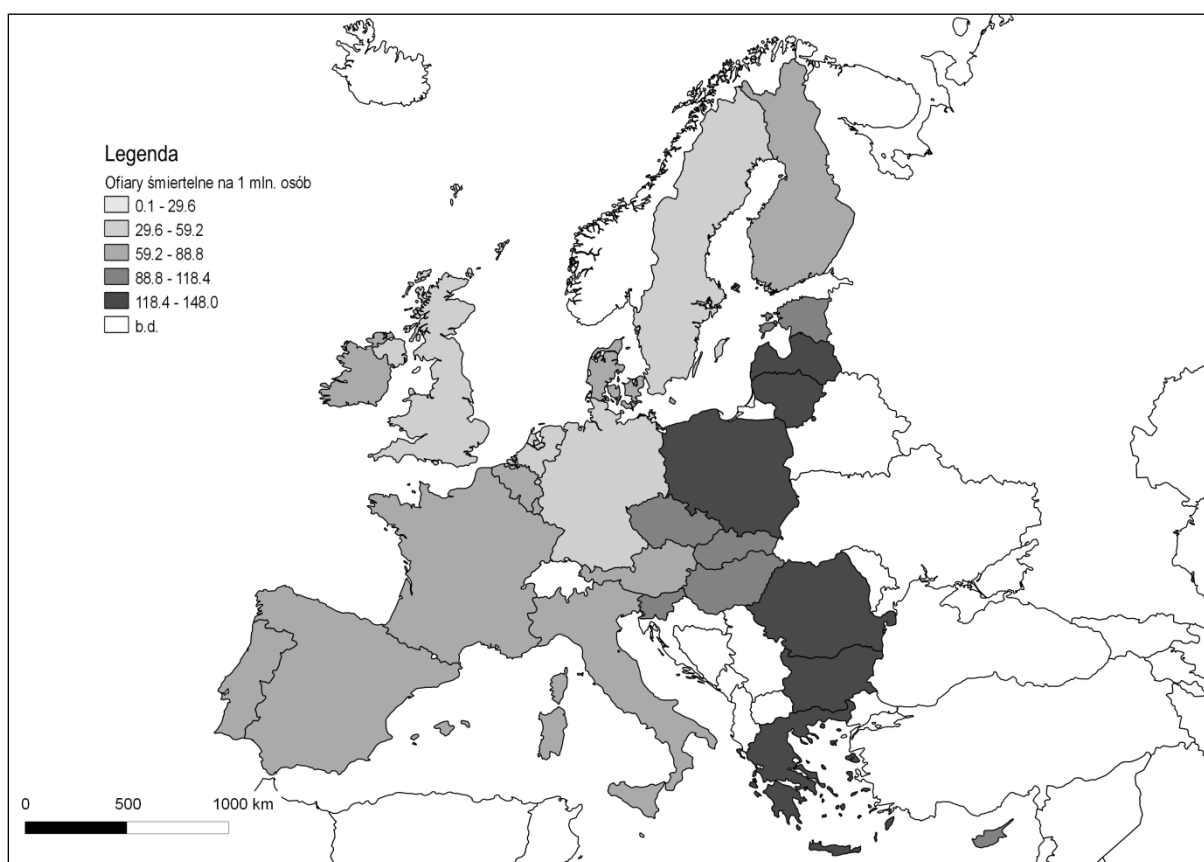 Legenda
Ofiary śmiertelne na 1 mln. osób
0.1 - 29.6
29.6 - 59.2
59.2 - 88.8
88.8 - 118.4
118.4 - 148.0
b.d.
0 500 1000 km